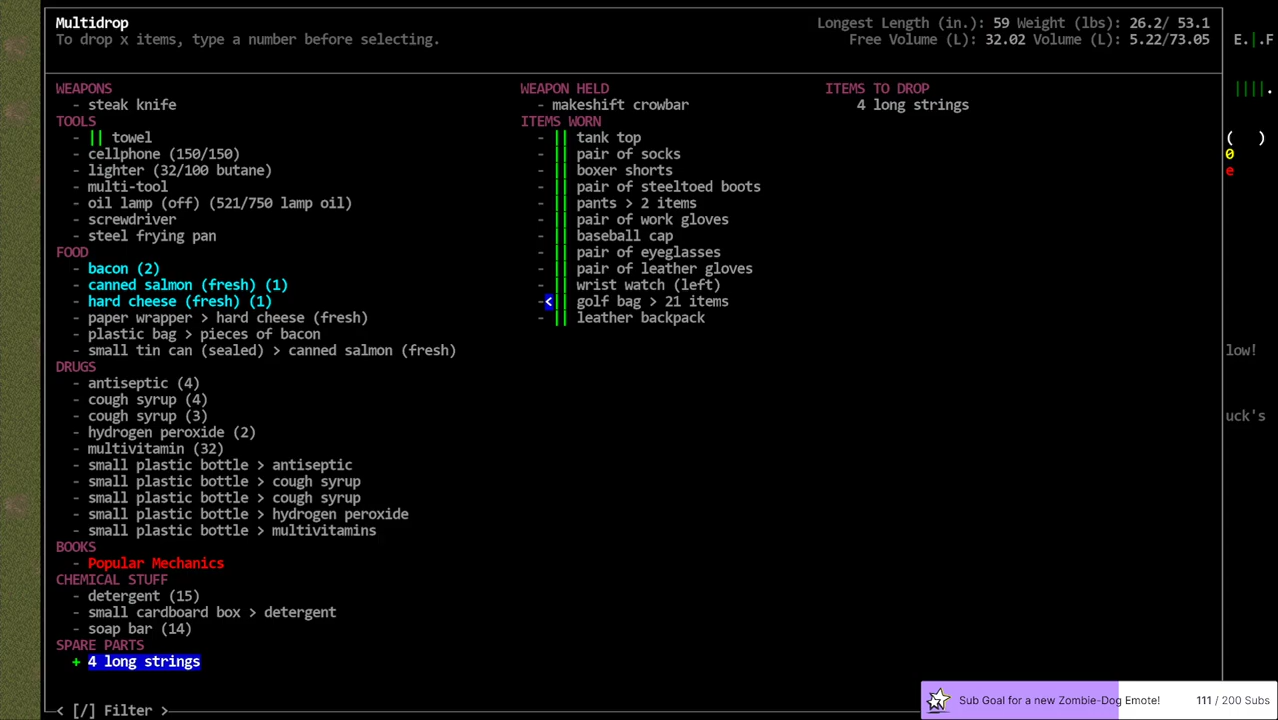 Multidrop
To drop x items, type a number before selecting.
Longest Length (in.): 59 Weight (lbs): 26.2/ 53.1
Free Volume (L): 32.02 Volume (L): 5.22/73.05
E.|.F
||||.
( )
0
e
low!
uck's
WEAPONS
- steak knife
TOOLS
- || towel
- cellphone (150/150)
- lighter (32/100 butane)
- multi-tool
- oil lamp (off) (521/750 lamp oil)
- screwdriver
- steel frying pan
FOOD
- bacon (2)
- canned salmon (fresh) (1)
- hard cheese (fresh) (1)
- paper wrapper > hard cheese (fresh)
- plastic bag > pieces of bacon
- small tin can (sealed) > canned salmon (fresh)
DRUGS
- antiseptic (4)
- cough syrup (4)
- cough syrup (3)
- hydrogen peroxide (2)
- multivitamin (32)
- small plastic bottle > antiseptic
- small plastic bottle > cough syrup
- small plastic bottle > cough syrup
- small plastic bottle > hydrogen peroxide
- small plastic bottle > multivitamins
BOOKS
- Popular Mechanics
CHEMICAL STUFF
- detergent (15)
- small cardboard box > detergent
- soap bar (14)
SPARE PARTS
+ 4 long strings
WEAPON HELD
- makeshift crowbar
ITEMS WORN
- || tank top
- || pair of socks
- || boxer shorts
- || pair of steeltoed boots
- || pants > 2 items
- || pair of work gloves
- || baseball cap
- || pair of eyeglasses
- || pair of leather gloves
- || wrist watch (left)
-< || golf bag > 21 items
- || leather backpack
ITEMS TO DROP
4 long strings
< [/] Filter >
Sub Goal for a new Zombie-Dog Emote! 111 / 200 Subs